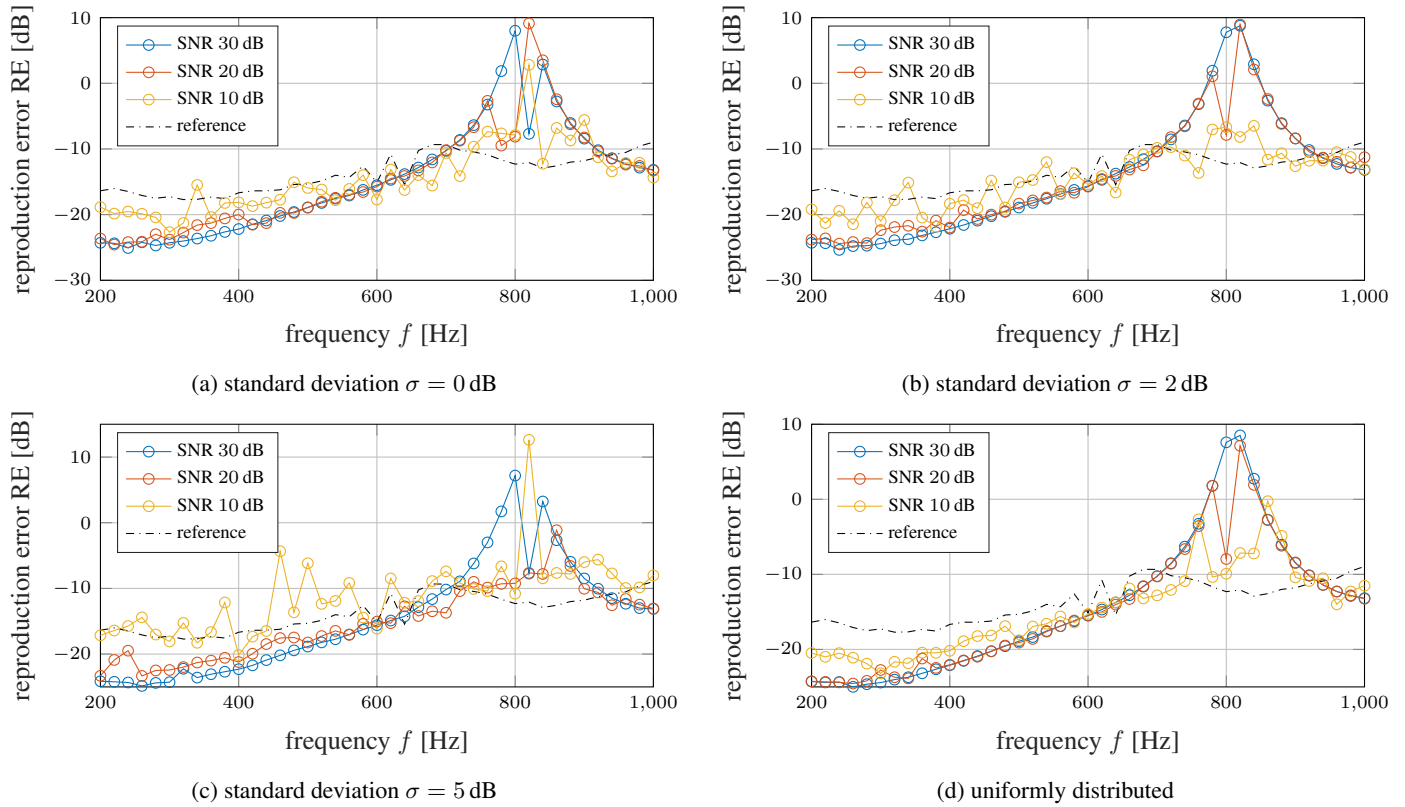 reproduction error RE [dB]
10
0
−10
−20
−30
SNR 30 dB
SNR 20 dB
SNR 10 dB
reference
200
400
600
800
1,000
frequency f [Hz]
(a) standard deviation σ = 0 dB
reproduction error RE [dB]
10
0
−10
−20
−30
SNR 30 dB
SNR 20 dB
SNR 10 dB
reference
200
400
600
800
1,000
frequency f [Hz]
(b) standard deviation σ = 2 dB
reproduction error RE [dB]
10
0
−10
−20
SNR 30 dB
SNR 20 dB
SNR 10 dB
reference
200
400
600
800
1,000
frequency f [Hz]
(c) standard deviation σ = 5 dB
reproduction error RE [dB]
10
0
−10
−20
SNR 30 dB
SNR 20 dB
SNR 10 dB
reference
200
400
600
800
1,000
frequency f [Hz]
(d) uniformly distributed